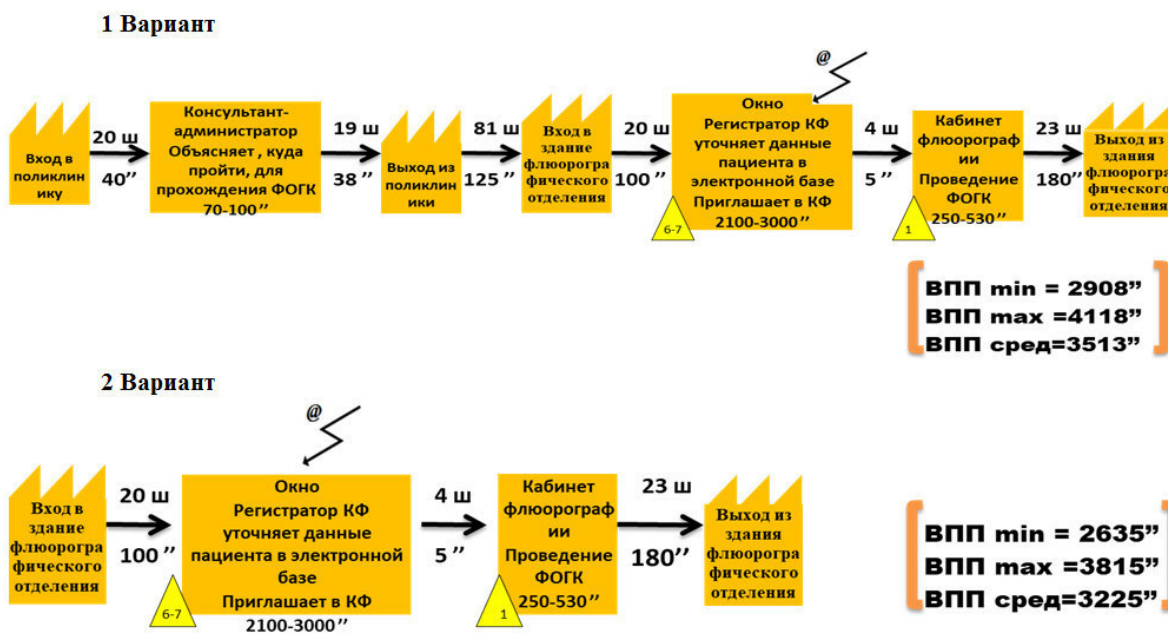 1 Вариант
@
Вход в
поликлин
ику
20 ш
40’’
Консультант-
администратор
Объясняет , куда
пройти, для
прохождения ФОГК
70-100’’
19 ш
38 ’’
Выход из
поликлин
ики
81 ш
125’’
Вход в
здание
флюорогра
фического
отделения
20 ш
100 ’’
Окно
Регистратор КФ
уточняет данные
пациента в
электронной базе
Приглашает в КФ
2100-3000’’
6-7
4 ш
5 ’’
Кабинет
флюорограф
ии
Проведение
ФОГК
250-530’’
1
23 ш
180’’
Выход из
здания
флюорогра
фического
отделения
ВПП min = 2908”
ВПП max =4118”
ВПП сред=3513”
2 Вариант
@
Вход в
здание
флюорогра
фического
отделения
20 ш
100 ’’
Окно
Регистратор КФ
уточняет данные
пациента в электронной
базе
Приглашает в КФ
2100-3000’’
6-7
4 ш
5 ’’
Кабинет
флюорограф
ии
Проведение
ФОГК
250-530’’
1
23 ш
180’’
Выход из
здания
флюорогра
фического
отделения
ВПП min = 2635”
ВПП max =3815”
ВПП сред=3225”